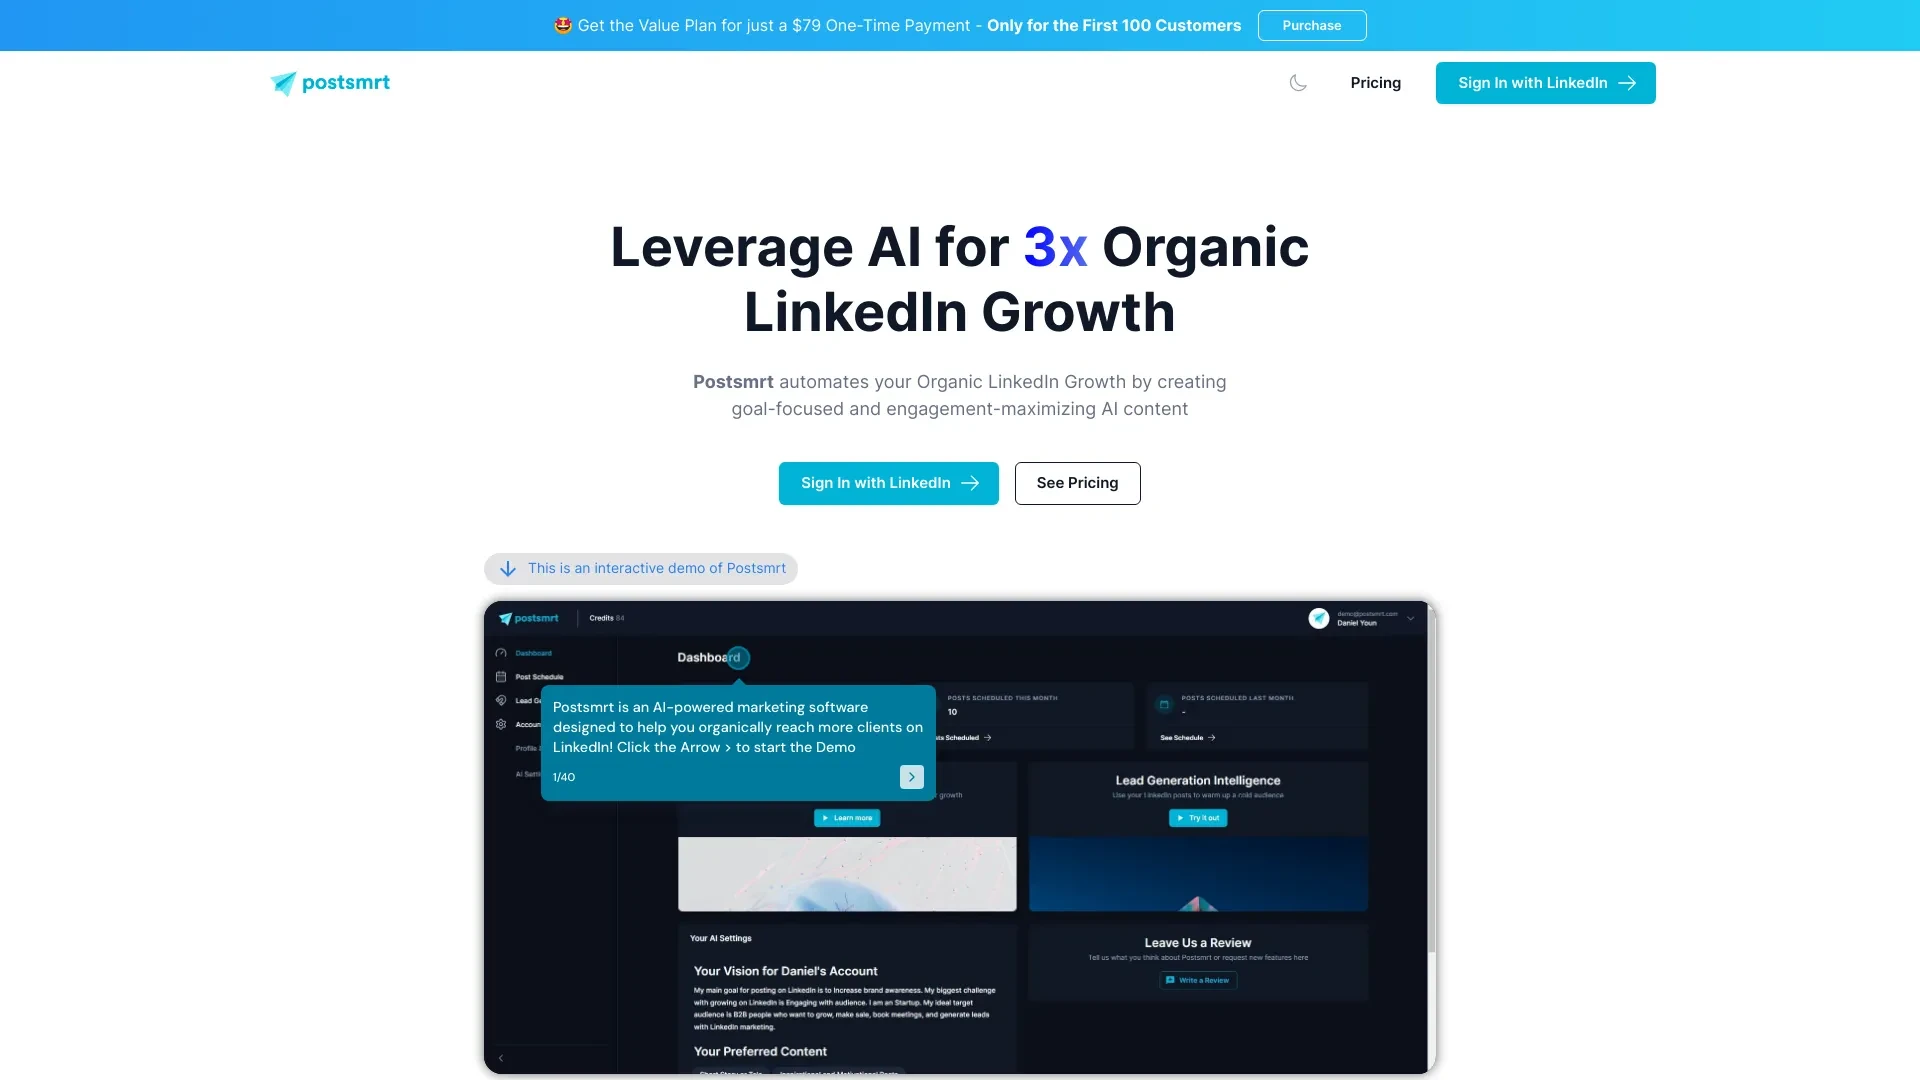 🤩 Get the Value Plan for just a $79 One-Time Payment - Only for the First 100 Customers
Purchase
postsmrt
Pricing
Sign In with LinkedIn
Leverage AI for 3x Organic
LinkedIn Growth
Postsmrt automates your Organic LinkedIn Growth by creating
goal-focused and engagement-maximizing AI content
Sign In with LinkedIn
See Pricing
This is an interactive demo of Postsmrt
postsmrt
Credits 84
demo@postsmrt.com
Daniel Youn
Dashboard
Post Schedule
Lead Ge
Accoun
Profile
AI Setti
Dashboard
Postsmrt is an AI-powered marketing software
designed to help you organically reach more clients on
LinkedIn! Click the Arrow > to start the Demo
1/40
POSTS SCHEDULED THIS MONTH
10
sts Scheduled
POSTS SCHEDULED LAST MONTH
-
See Schedule
growth
Learn more
Lead Generation Intelligence
Use your LinkedIn posts to warm up a cold audience
Try it out
Your AI Settings
Your Vision for Daniel's Account
My main goal for posting on LinkedIn is to Increase brand awareness. My biggest challenge
with growing on LinkedIn is Engaging with audience. I am an Startup. My ideal target
audience is B2B people who want to grow, make sale, book meetings, and generate leads
with LinkedIn marketing.
Your Preferred Content
Short Story or Tale
Inspirational and Motivational Posts
Leave Us a Review
Tell us what you think about Postsmrt or request new features here
Write a Review